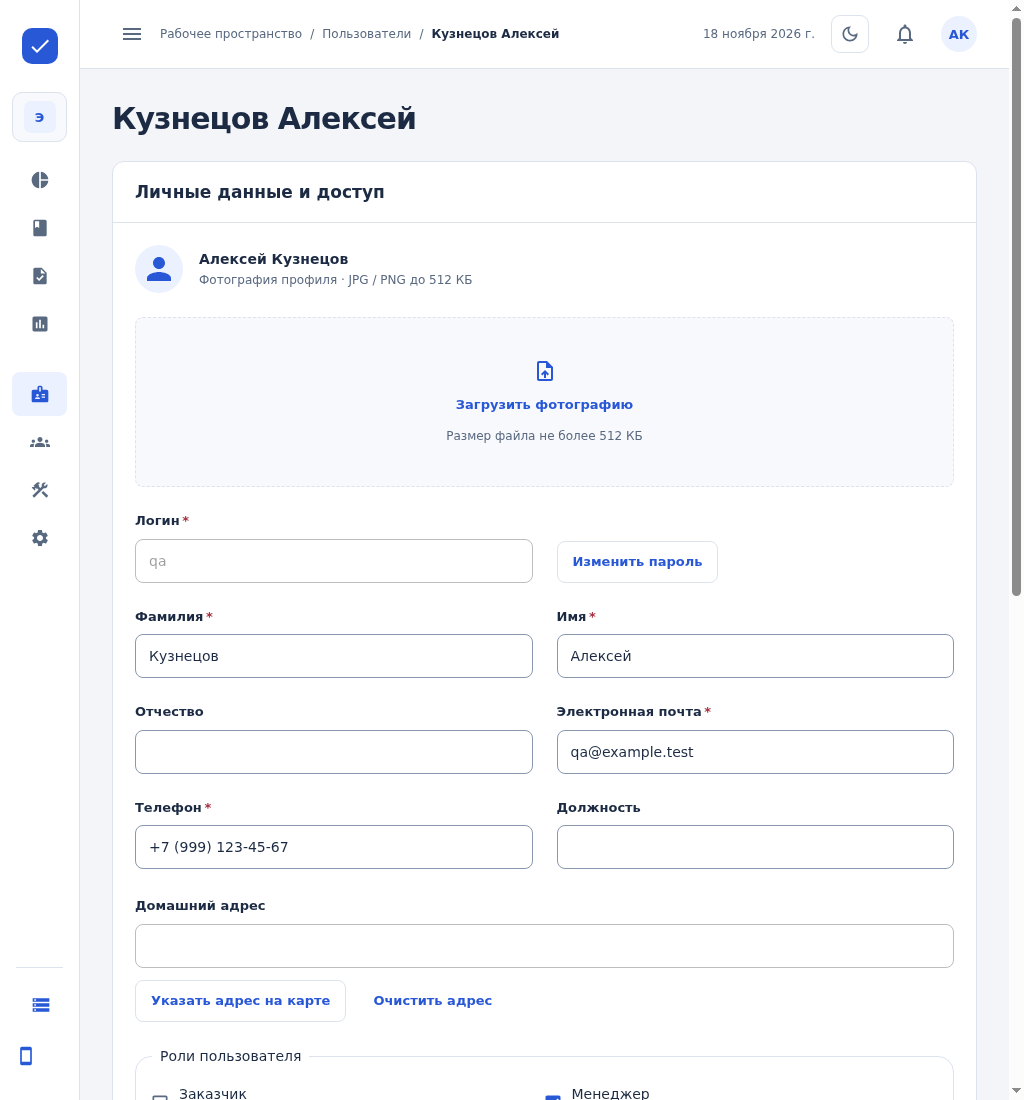 Рабочее пространство / Пользователи / Кузнецов Алексей
18 ноября 2026 г.
АК
Э
Кузнецов Алексей
Личные данные и доступ
Алексей Кузнецов
Фотография профиля · JPG / PNG до 512 КБ
Загрузить фотографию
Размер файла не более 512 КБ
Логин *
qa
Изменить пароль
Фамилия *
Имя *
Кузнецов
Алексей
Отчество
Электронная почта *
qa@example.test
Телефон *
Должность
+7 (999) 123-45-67
Домашний адрес
Указать адрес на карте
Очистить адрес
Роли пользователя
Заказчик
Менеджер